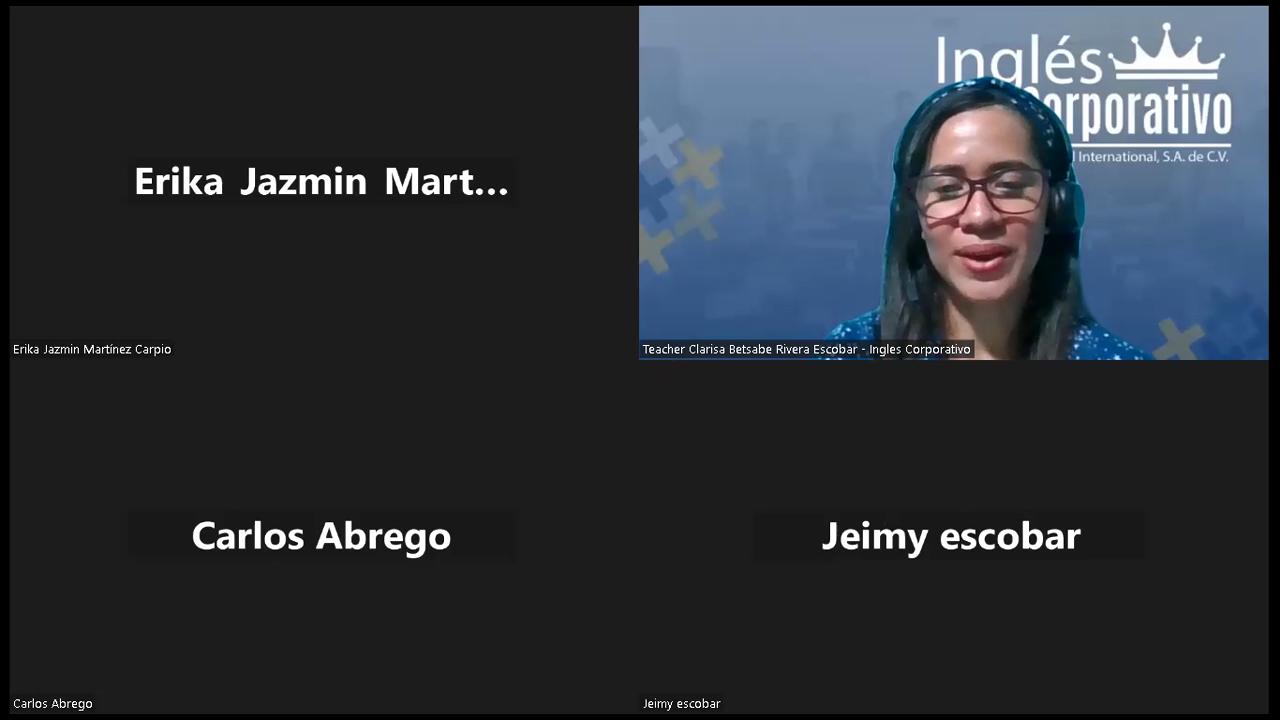 Erika Jazmin Mart...
Erika Jazmin Martínez Carpio
Inglés
Corporativo
l International, S.A. de C.V.
Teacher Clarisa Betsabe Rivera Escobar - Ingles Corporativo
Carlos Abrego
Carlos Abrego
Jeimy escobar
Jeimy escobar